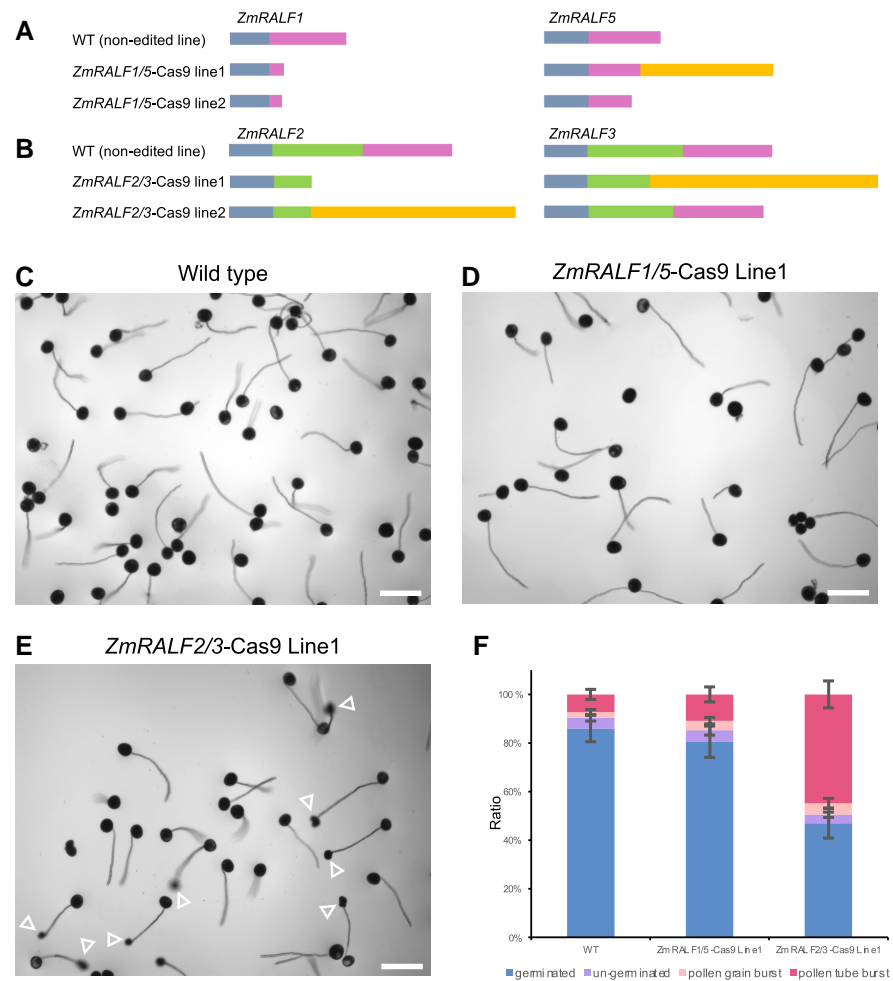 A
ZmRALF1
ZmRALF5
WT (non-edited line)
ZmRALF1/5-Cas9 line1
ZmRALF1/5-Cas9 line2
B
ZmRALF2
ZmRALF3
WT (non-edited line)
ZmRALF2/3-Cas9 line1
ZmRALF2/3-Cas9 line2
C
Wild type
D
ZmRALF1/5-Cas9 Line1
E
ZmRALF2/3-Cas9 Line1
F
100 %
80 %
60 %
40 %
20 %
0%
Ratio
WT
ZmRALF1/5-Cas9 Line1
ZmRALF2/3-Cas9 Line1
germinated
un-germinated
pollen grain burst
pollen tube burst